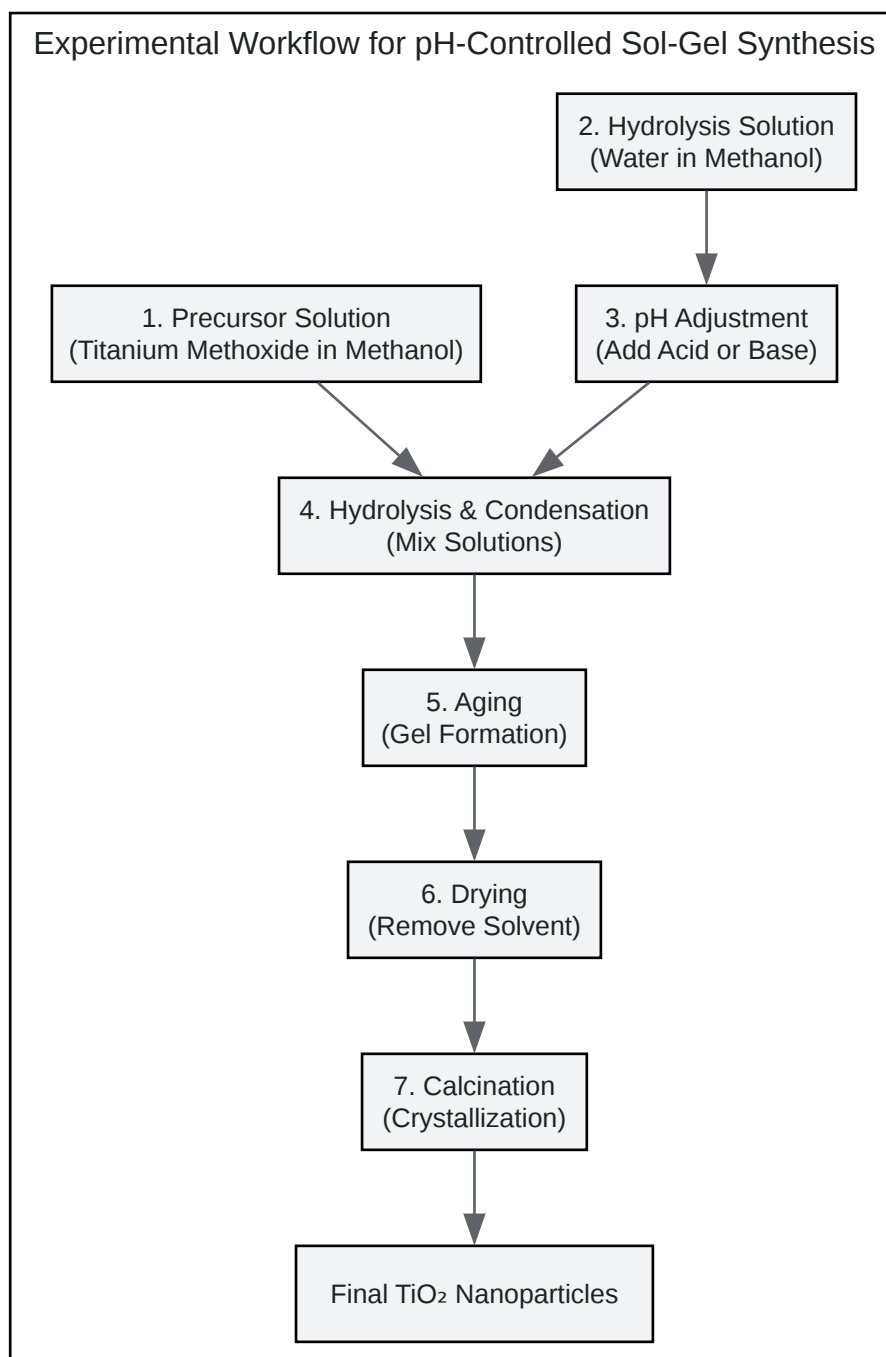 Experimental Workflow for pH-Controlled Sol-Gel Synthesis
2. Hydrolysis Solution
(Water in Methanol)
1. Precursor Solution
(Titanium Methoxide in Methanol)
3. pH Adjustment
(Add Acid or Base)
4. Hydrolysis & Condensation
(Mix Solutions)
5. Aging
(Gel Formation)
6. Drying
(Remove Solvent)
7. Calcination
(Crystallization)
Final TiO₂ Nanoparticles